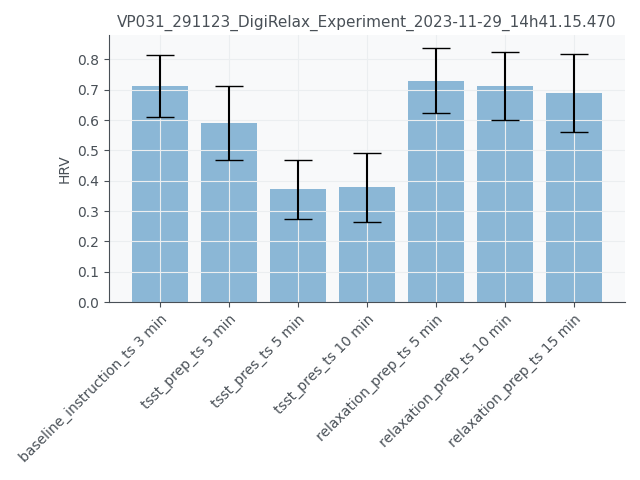 VP031_291123_DigiRelax_Experiment_2023-11-29_14h41.15.470
HRV
0.8
0.7
0.6
0.5
0.4
0.3
0.2
0.1
0.0
baseline_instruction_ts 3 min
tsst_prep_ts 5 min
tsst_pres_ts 5 min
tsst_pres_ts 10 min
relaxation_prep_ts 5 min
relaxation_prep_ts 10 min
relaxation_prep_ts 15 min